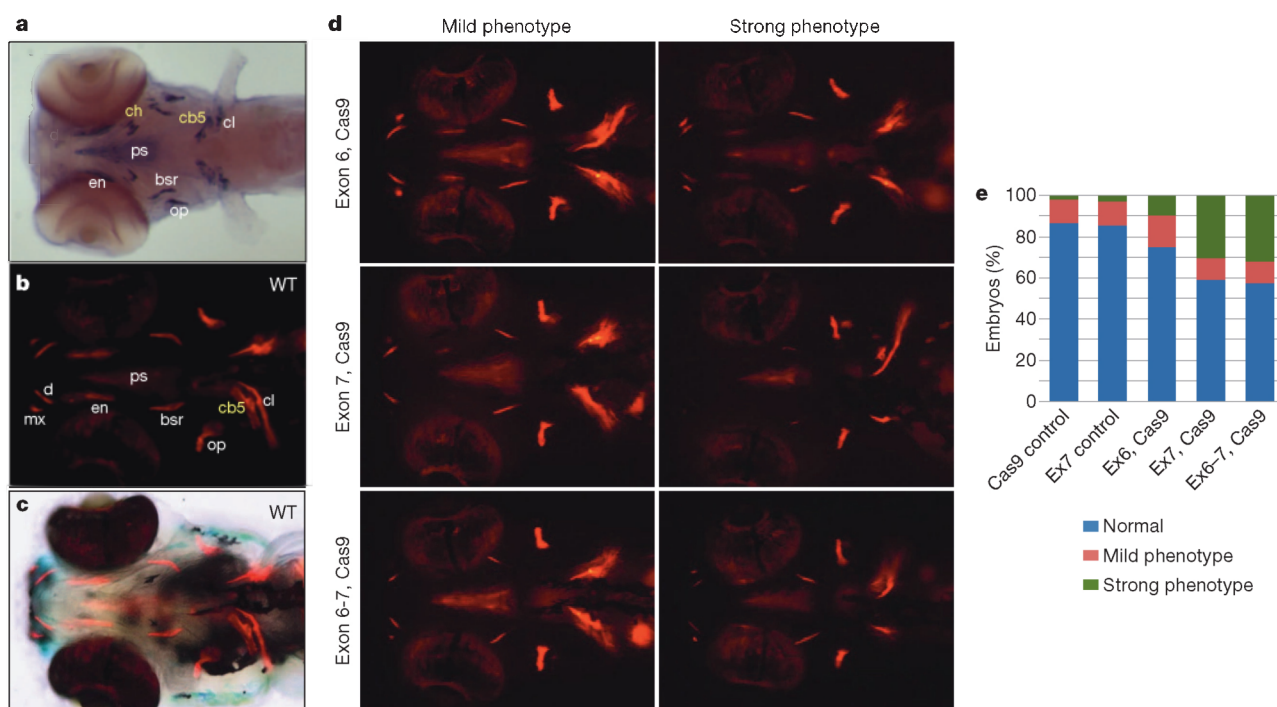 a
ch
cb5
cl
ps
en
bsr
op
b
WT
ps
d
en
cb5
cl
mx
bsr
op
c
WT
d
Mild phenotype
Strong phenotype
Exon 6, Cas9
Exon 7, Cas9
Exon 6-7, Cas9
e
Embryos (%)
100
80
60
40
20
0
Cas9 control
Ex7 control
Ex6, Cas9
Ex7, Cas9
Ex6–7, Cas9
Normal
Mild phenotype
Strong phenotype